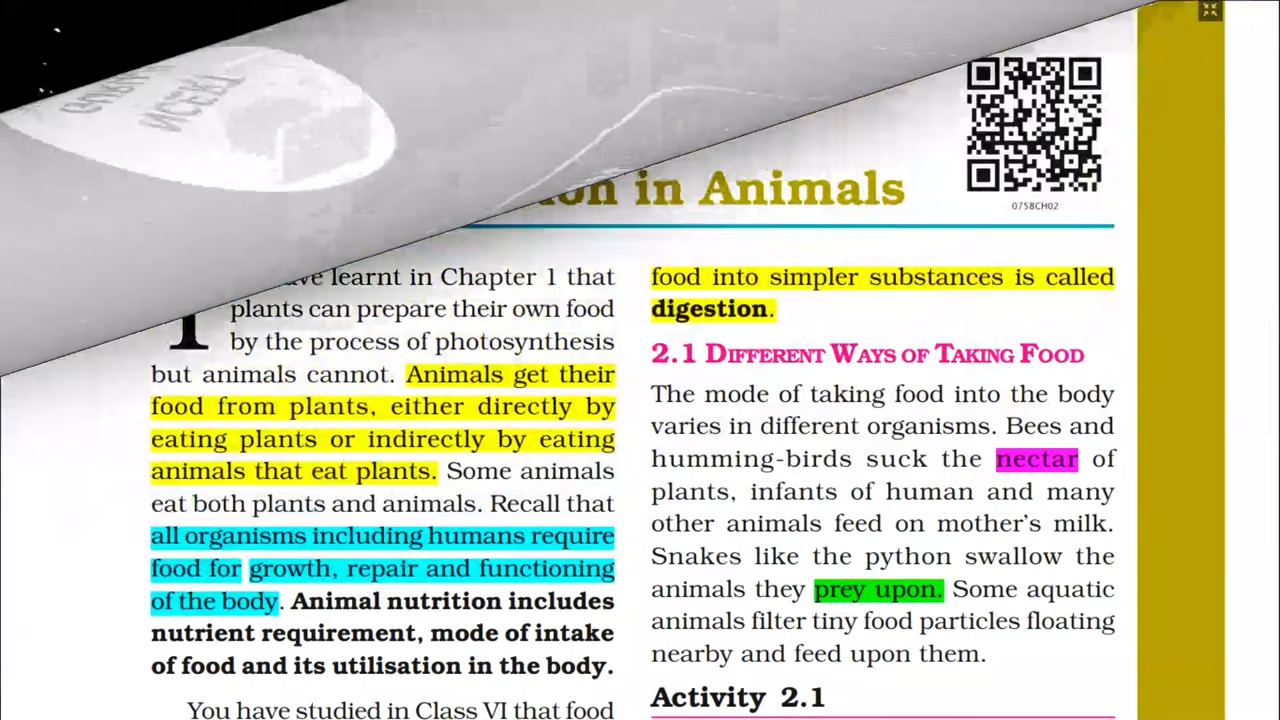 in Animals
0758CH02
learnt in Chapter 1 that
plants can prepare their own food
by the process of photosynthesis
but animals cannot. Animals get their
food from plants, either directly by
eating plants or indirectly by eating
animals that eat plants. Some animals
eat both plants and animals. Recall that
all organisms including humans require
food for growth, repair and functioning
of the body. Animal nutrition includes
nutrient requirement, mode of intake
of food and its utilisation in the body.
You have studied in Class VI that food
food into simpler substances is called
digestion.
2.1 DIFFERENT WAYS OF TAKING FOOD
The mode of taking food into the body
varies in different organisms. Bees and
humming-birds suck the nectar of
plants, infants of human and many
other animals feed on mother's milk.
Snakes like the python swallow the
animals they prey upon. Some aquatic
animals filter tiny food particles floating
nearby and feed upon them.
Activity 2.1